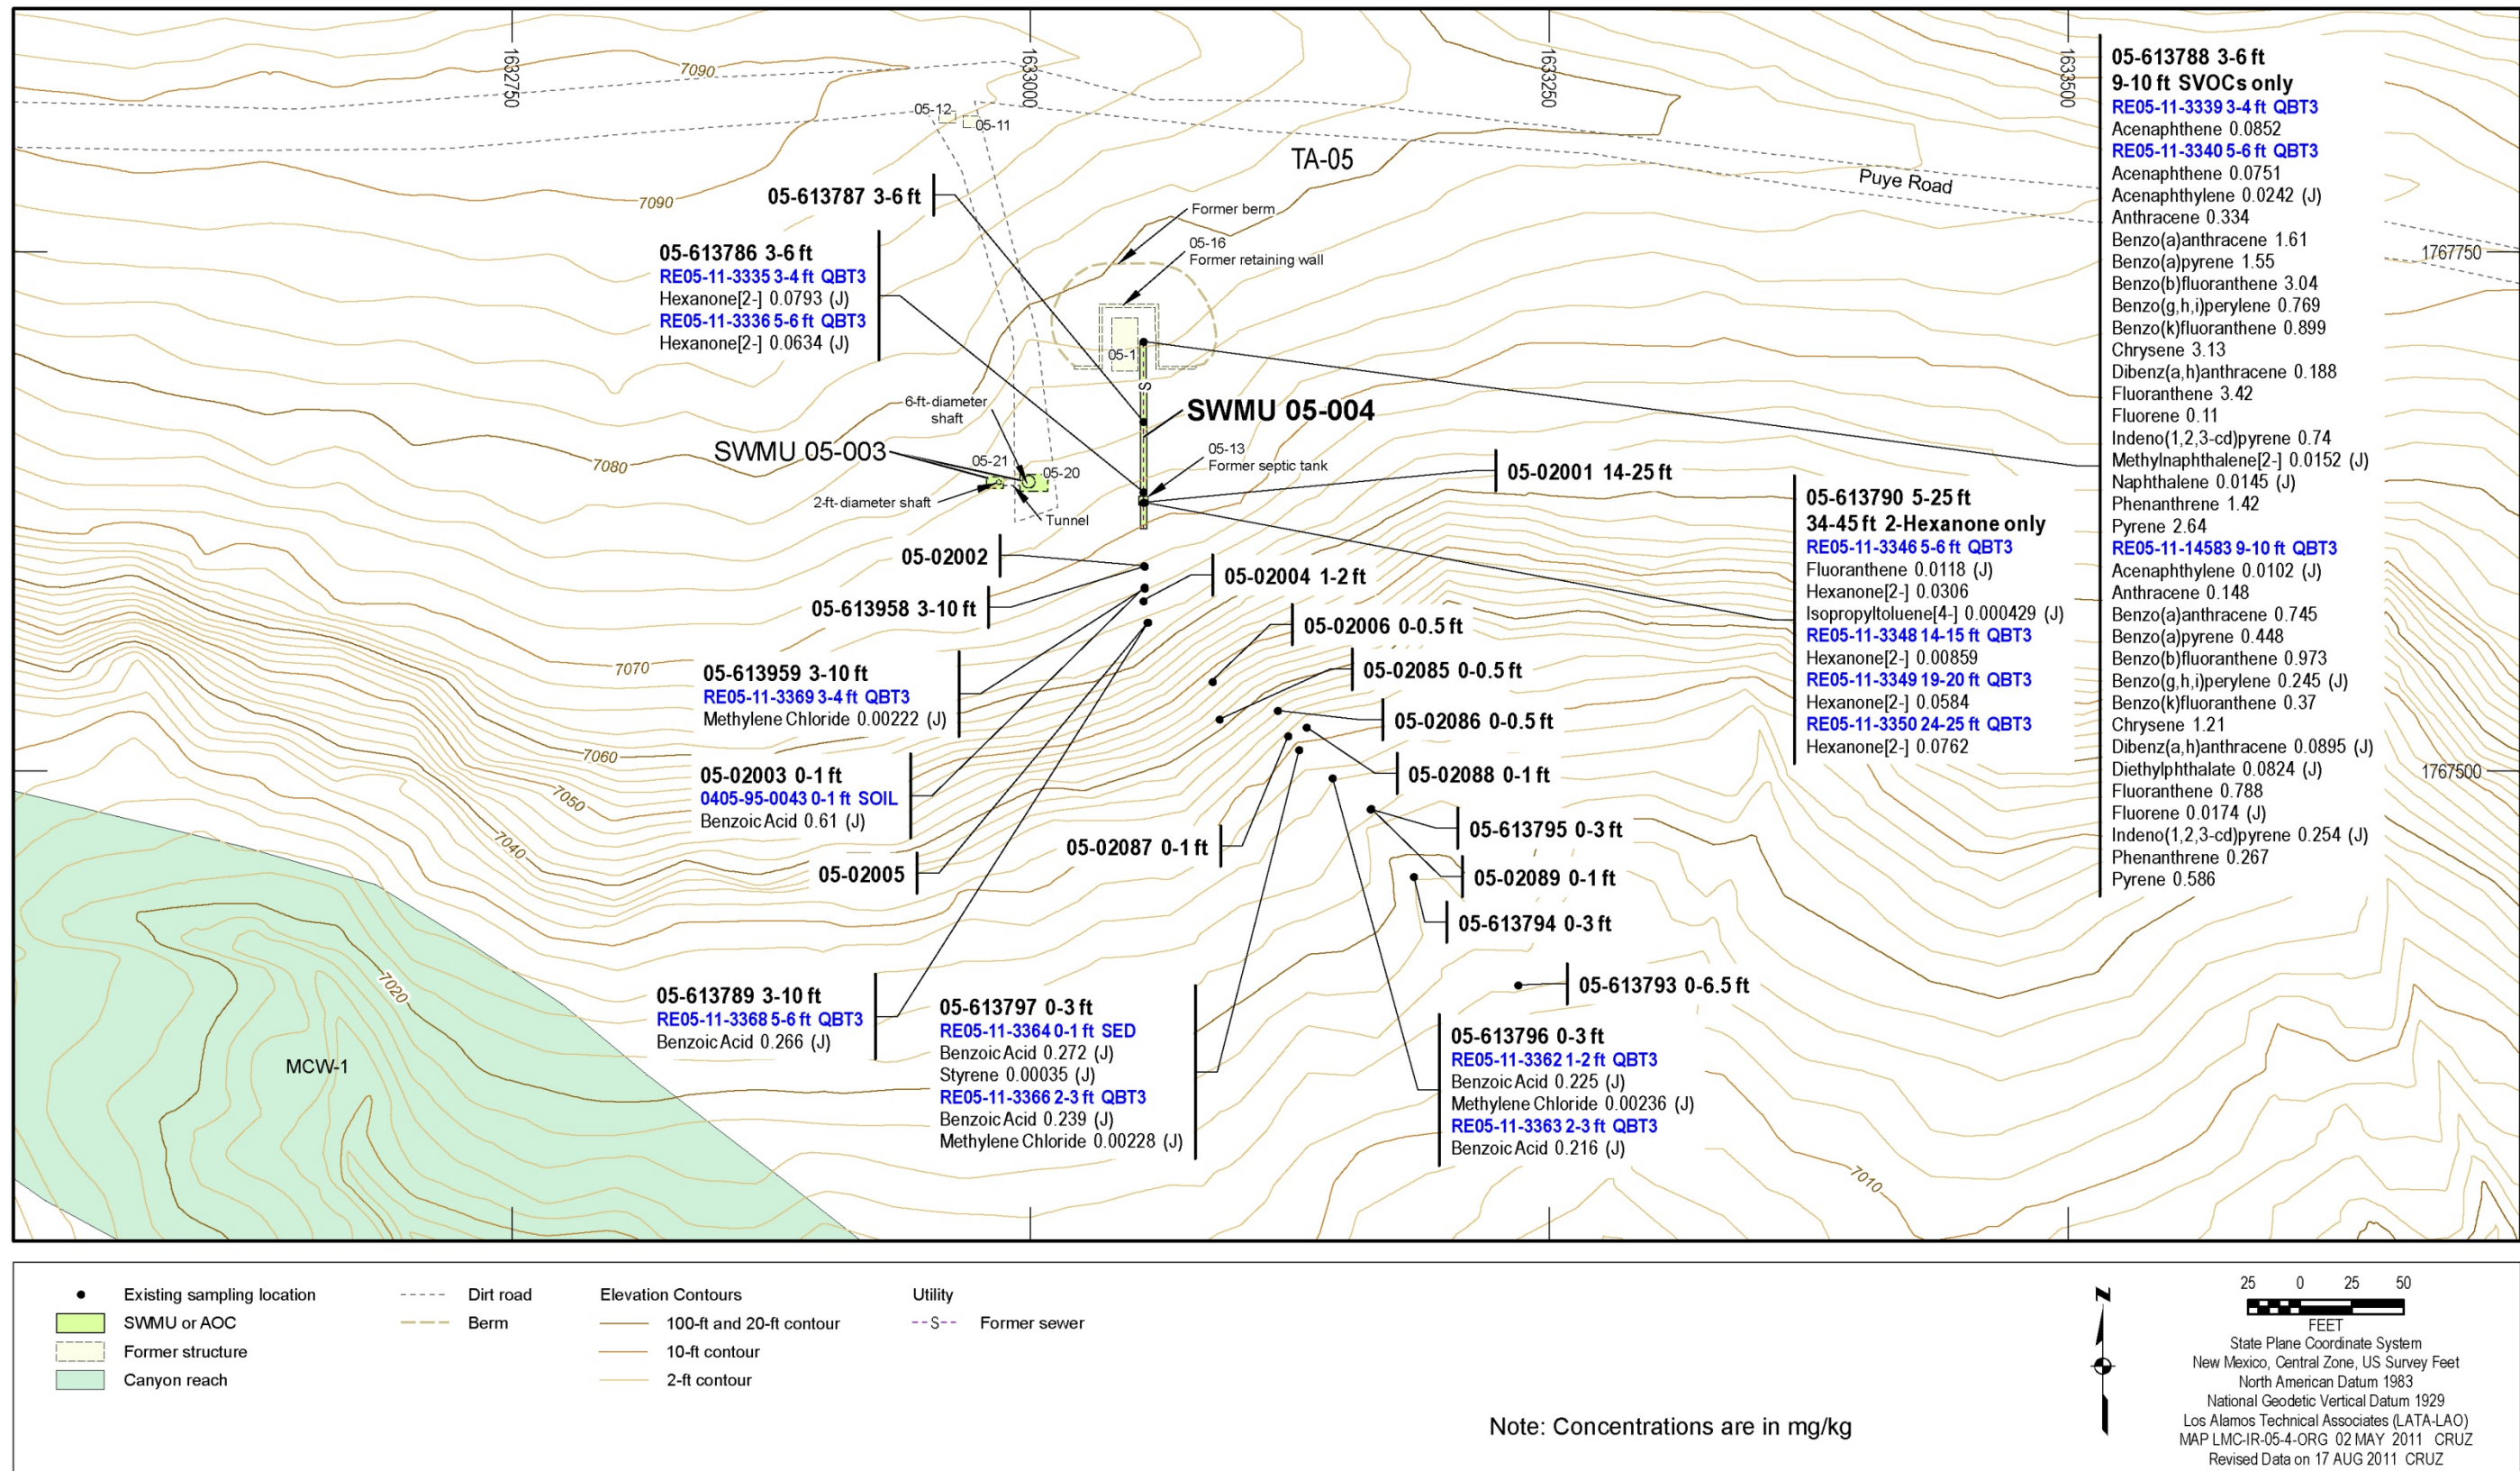 1632750
1633000
1633250
1633500
7090
05-12
05-11
TA-05
Puye Road
7090
05-613787 3-6 ft
Former berm
05-16
Former retaining wall
1767750
05-613786 3-6 ft
RE05-11-3335 3-4 ft QBT3
Hexanone[2-] 0.0793 (J)
RE05-11-3336 5-6 ft QBT3
Hexanone[2-] 0.0634 (J)
05-1
S
6-ft-diameter
shaft
SWMU 05-004
SWMU 05-003
7080
05-21
05-20
05-13
Former septic tank
2-ft-diameter shaft
Tunnel
05-02001 14-25 ft
05-02002
05-02004 1-2 ft
05-613958 3-10 ft
05-02006 0-0.5 ft
7070
05-613959 3-10 ft
RE05-11-3369 3-4 ft QBT3
Methylene Chloride 0.00222 (J)
05-02085 0-0.5 ft
05-02086 0-0.5 ft
7060
05-02003 0-1 ft
0405-95-0043 0-1 ft SOIL
Benzoic Acid 0.61 (J)
7050
05-02088 0-1 ft
7040
05-02087 0-1 ft
05-613795 0-3 ft
05-02005
05-02089 0-1 ft
05-613794 0-3 ft
7020
05-613793 0-6.5 ft
05-613789 3-10 ft
RE05-11-3368 5-6 ft QBT3
Benzoic Acid 0.266 (J)
MCW-1
05-613797 0-3 ft
RE05-11-3364 0-1 ft SED
Benzoic Acid 0.272 (J)
Styrene 0.00035 (J)
RE05-11-3366 2-3 ft QBT3
Benzoic Acid 0.239 (J)
Methylene Chloride 0.00228 (J)
05-613796 0-3 ft
RE05-11-3362 1-2 ft QBT3
Benzoic Acid 0.225 (J)
Methylene Chloride 0.00236 (J)
RE05-11-3363 2-3 ft QBT3
Benzoic Acid 0.216 (J)
7010
05-613790 5-25 ft
34-45 ft 2-Hexanone only
RE05-11-3346 5-6 ft QBT3
Fluoranthene 0.0118 (J)
Hexanone[2-] 0.0306
Isopropyltoluene[4-] 0.000429 (J)
RE05-11-3348 14-15 ft QBT3
Hexanone[2-] 0.00859
RE05-11-3349 19-20 ft QBT3
Hexanone[2-] 0.0584
RE05-11-3350 24-25 ft QBT3
Hexanone[2-] 0.0762
05-613788 3-6 ft
9-10 ft SVOCs only
RE05-11-3339 3-4 ft QBT3
Acenaphthene 0.0852
RE05-11-3340 5-6 ft QBT3
Acenaphthene 0.0751
Acenaphthylene 0.0242 (J)
Anthracene 0.334
Benzo(a)anthracene 1.61
Benzo(a)pyrene 1.55
Benzo(b)fluoranthene 3.04
Benzo(g,h,i)perylene 0.769
Benzo(k)fluoranthene 0.899
Chrysene 3.13
Dibenz(a,h)anthracene 0.188
Fluoranthene 3.42
Fluorene 0.11
Indeno(1,2,3-cd)pyrene 0.74
Methylnaphthalene[2-] 0.0152 (J)
Naphthalene 0.0145 (J)
Phenanthrene 1.42
Pyrene 2.64
RE05-11-14583 9-10 ft QBT3
Acenaphthylene 0.0102 (J)
Anthracene 0.148
Benzo(a)anthracene 0.745
Benzo(a)pyrene 0.448
Benzo(b)fluoranthene 0.973
Benzo(g,h,i)perylene 0.245 (J)
Benzo(k)fluoranthene 0.37
Chrysene 1.21
Dibenz(a,h)anthracene 0.0895 (J)
Diethylphthalate 0.0824 (J)
Fluoranthene 0.788
Fluorene 0.0174 (J)
Indeno(1,2,3-cd)pyrene 0.254 (J)
Phenanthrene 0.267
Pyrene 0.586
1767500
Existing sampling location
SWMU or AOC
Former structure
Canyon reach
Dirt road
Berm
Elevation Contours
100-ft and 20-ft contour
10-ft contour
2-ft contour
Utility
S
Former sewer
Note: Concentrations are in mg/kg
N
25 0 25 50
FEET
State Plane Coordinate System
New Mexico, Central Zone, US Survey Feet
North American Datum 1983
National Geodetic Vertical Datum 1929
Los Alamos Technical Associates (LATA-LAO)
MAP LMC-IR-05-4-ORG 02 MAY 2011 CRUZ
Revised Data on 17 AUG 2011 CRUZ